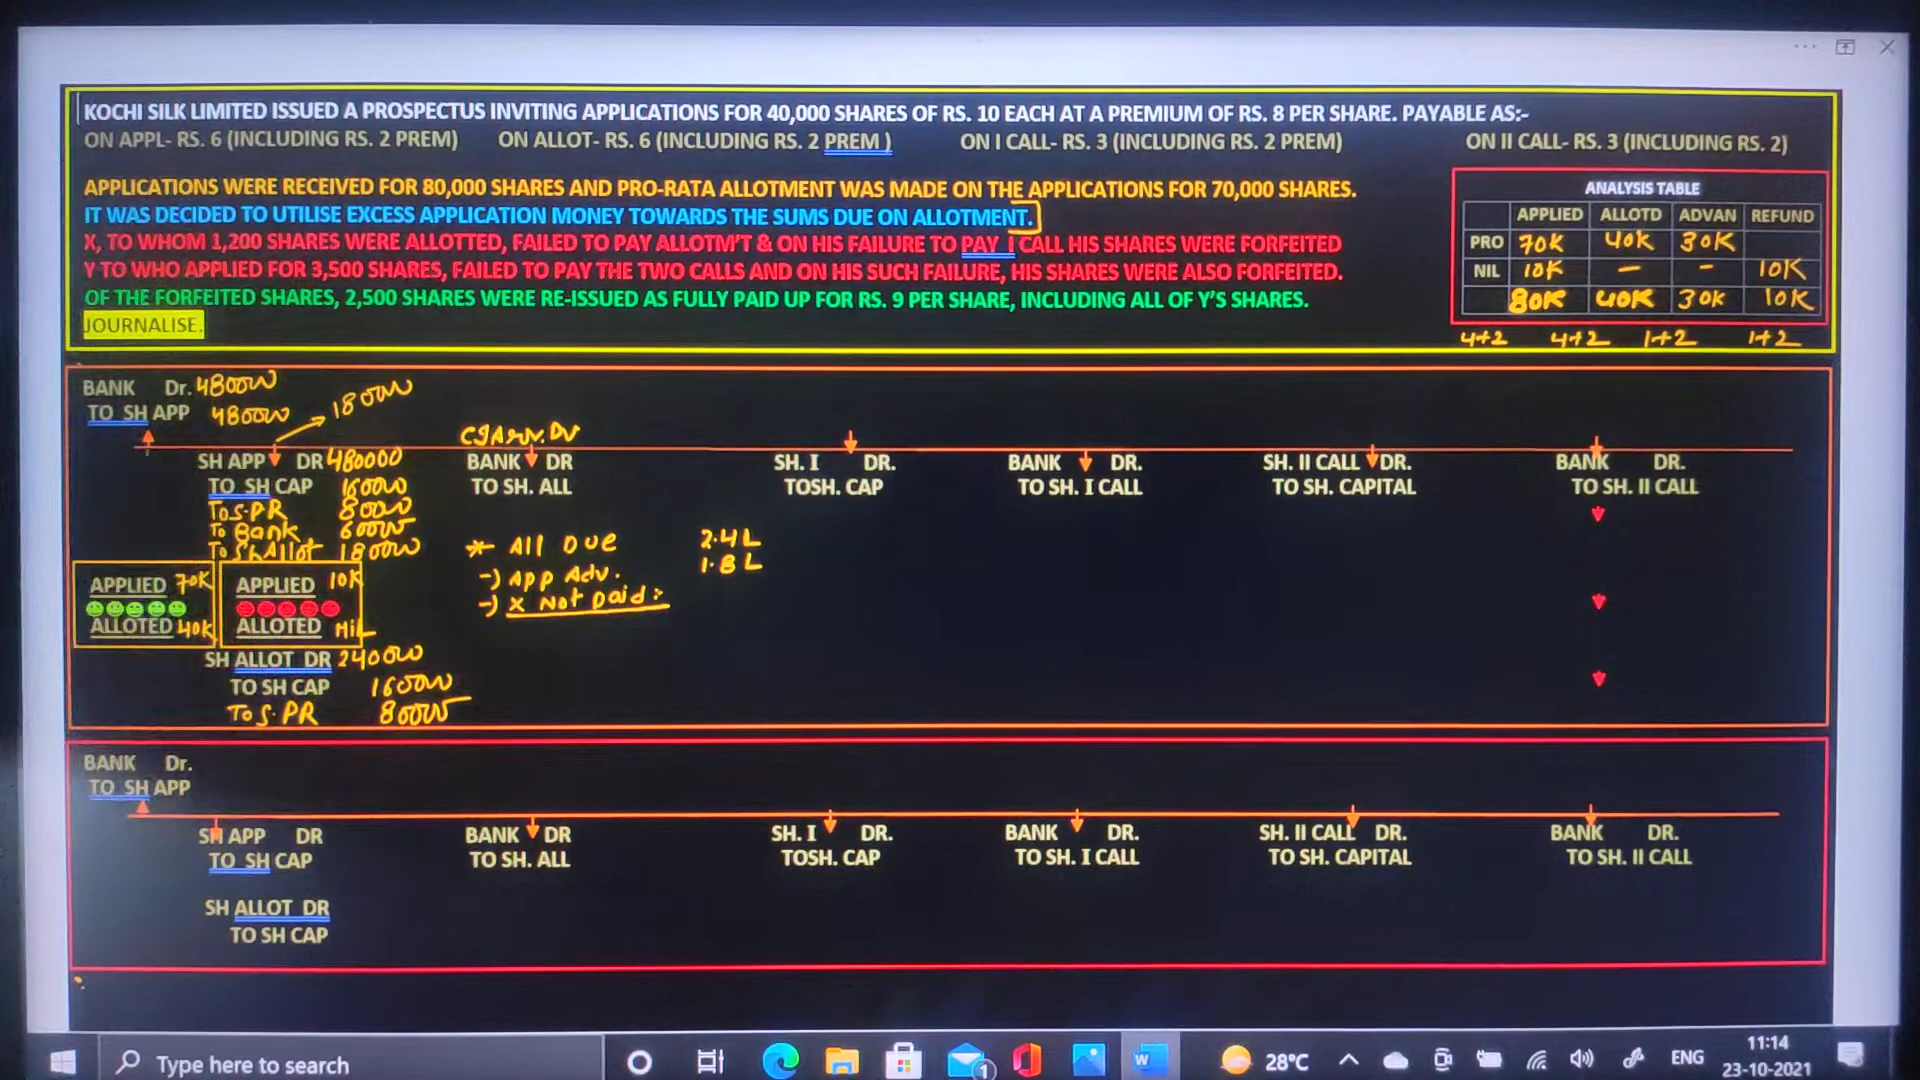 KOCHI SILK LIMITED ISSUED A PROSPECTUS INVITING APPLICATIONS FOR 40,000 SHARES OF RS. 10 EACH AT A PREMIUM OF RS. 8 PER SHARE. PAYABLE AS:-
ON APPL- RS. 6 (INCLUDING RS. 2 PREM) ON ALLOT- RS. 6 (INCLUDING RS. 2 PREM ) ON I CALL- RS. 3 (INCLUDING RS. 2 PREM) ON II CALL- RS. 3 (INCLUDING RS. 2)
APPLICATIONS WERE RECEIVED FOR 80,000 SHARES AND PRO-RATA ALLOTMENT WAS MADE ON THE APPLICATIONS FOR 70,000 SHARES.
IT WAS DECIDED TO UTILISE EXCESS APPLICATION MONEY TOWARDS THE SUMS DUE ON ALLOTMENT.
X, TO WHOM 1,200 SHARES WERE ALLOTTED, FAILED TO PAY ALLOTM'T & ON HIS FAILURE TO PAY I CALL HIS SHARES WERE FORFEITED
Y TO WHO APPLIED FOR 3,500 SHARES, FAILED TO PAY THE TWO CALLS AND ON HIS SUCH FAILURE, HIS SHARES WERE ALSO FORFEITED.
OF THE FORFEITED SHARES, 2,500 SHARES WERE RE-ISSUED AS FULLY PAID UP FOR RS. 9 PER SHARE, INCLUDING ALL OF Y'S SHARES.
JOURNALISE.
ANALYSIS TABLE
APPLIED ALLOTD ADVAN REFUND
PRO 70K 40K 30K
NIL 10K - - 10K
80K 40K 30K 10K
4+2 4+2 1+2 1+2
BANK Dr. 480000
TO SH APP 480000
180000
SH APP DR 480000
TO SH CAP 160000
TO S.PR 80000
TO Bank 60000
TO Sh Allot 180000
BANK DR
TO SH. ALL
SH. I DR.
TOSH. CAP
BANK DR.
TO SH. I CALL
SH. II CALL DR.
TO SH. CAPITAL
BANK DR.
TO SH. II CALL
* All Due 2.4L
-) App Adv. 1.8L
-) X Not Paid:
APPLIED 70K
ALLOTED 40K
APPLIED 10K
ALLOTED Nil
SH ALLOT DR 240000
TO SH CAP 160000
TO S.PR 80000
BANK Dr.
TO SH APP
SH APP DR
TO SH CAP
BANK DR
TO SH. ALL
SH. I DR.
TOSH. CAP
BANK DR.
TO SH. I CALL
SH. II CALL DR.
TO SH. CAPITAL
BANK DR.
TO SH. II CALL
SH ALLOT DR
TO SH CAP
Type here to search
1
W
28°C
ENG
11:14
23-10-2021